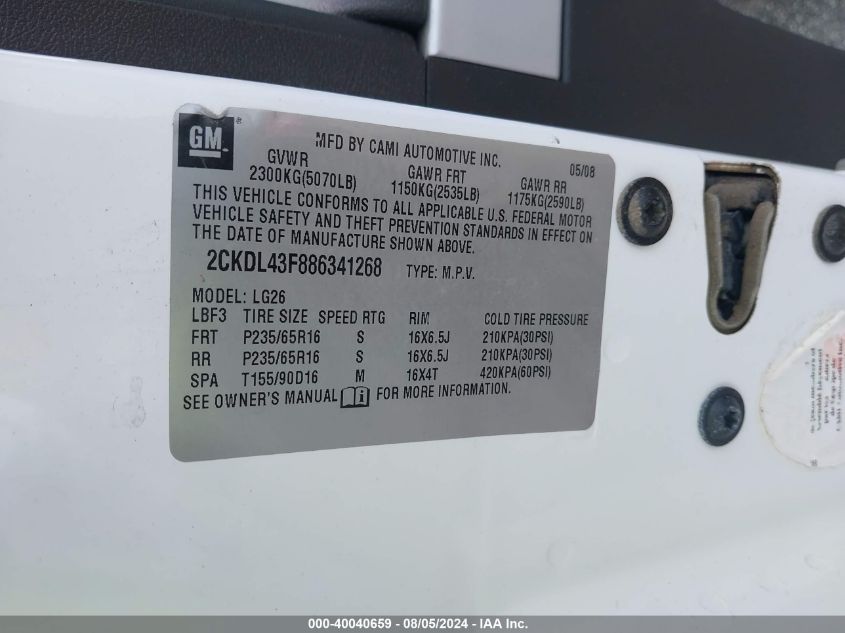 GM ®
MFD BY CAMI AUTOMOTIVE INC.
05/08
GVWR GAWR FRT GAWR RR
2300KG(5070LB) 1150KG(2535LB) 1175KG(2590LB)
THIS VEHICLE CONFORMS TO ALL APPLICABLE U.S. FEDERAL MOTOR
VEHICLE SAFETY AND THEFT PREVENTION STANDARDS IN EFFECT ON
THE DATE OF MANUFACTURE SHOWN ABOVE.
2CKDL43F886341268 TYPE: M.P.V.
MODEL: LG26
LBF3 TIRE SIZE SPEED RTG RIM COLD TIRE PRESSURE
FRT P235/65R16 S 16X6.5J 210KPA(30PSI)
RR P235/65R16 S 16X6.5J 210KPA(30PSI)
SPA T155/90D16 M 16X4T 420KPA(60PSI)
SEE OWNER'S MANUAL FOR MORE INFORMATION.
000-40040659 - 08/05/2024 - IAA Inc.